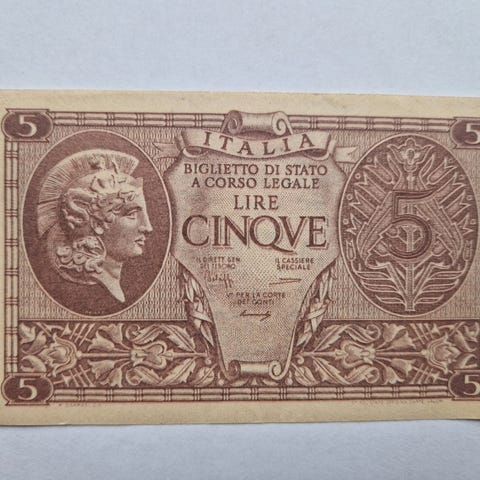 5
5
ITALIA
BIGLIETTO DI STATO
A CORSO LEGALE
LIRE
CINQVE
IL DIRETT. GEN.
DEL TESORO
IL CASSIERE
SPECIALE
Vº PER LA CORTE
DEI CONTI
5
5
5